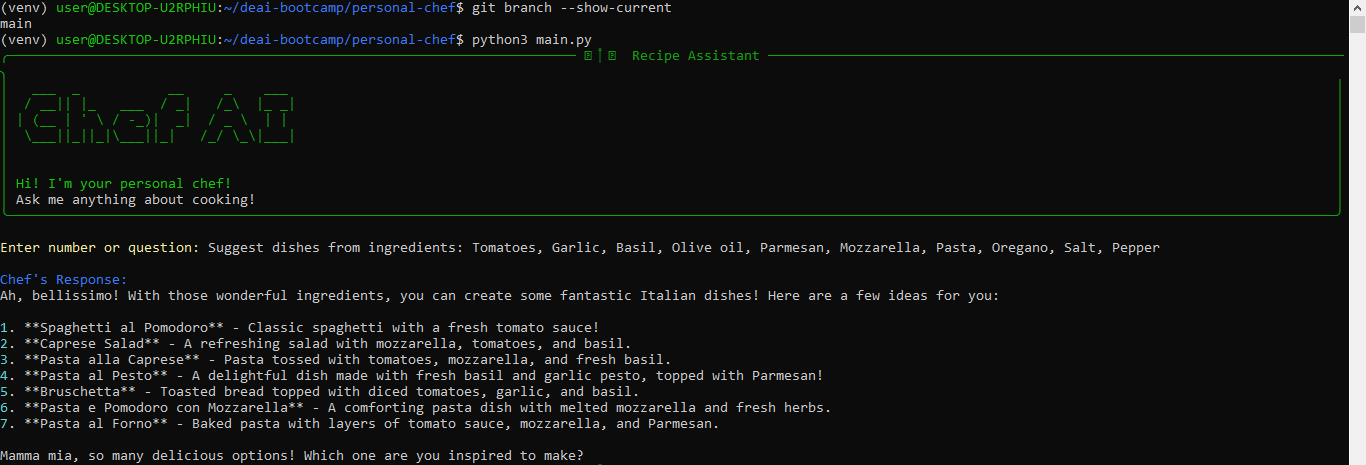 (venv) user@DESKTOP-U2RPHIU:~/deai-bootcamp/personal-chef$ git branch --show-current
main
(venv) user@DESKTOP-U2RPHIU:~/deai-bootcamp/personal-chef$ python3 main.py
Recipe Assistant
Chef AI
Hi! I'm your personal chef!
Ask me anything about cooking!
Enter number or question: Suggest dishes from ingredients: Tomatoes, Garlic, Basil, Olive oil, Parmesan, Mozzarella, Pasta, Oregano, Salt, Pepper
Chef's Response:
Ah, bellissimo! With those wonderful ingredients, you can create some fantastic Italian dishes! Here are a few ideas for you:
1. **Spaghetti al Pomodoro** - Classic spaghetti with a fresh tomato sauce!
2. **Caprese Salad** - A refreshing salad with mozzarella, tomatoes, and basil.
3. **Pasta alla Caprese** - Pasta tossed with tomatoes, mozzarella, and fresh basil.
4. **Pasta al Pesto** - A delightful dish made with fresh basil and garlic pesto, topped with Parmesan!
5. **Bruschetta** - Toasted bread topped with diced tomatoes, garlic, and basil.
6. **Pasta e Pomodoro con Mozzarella** - A comforting pasta dish with melted mozzarella and fresh herbs.
7. **Pasta al Forno** - Baked pasta with layers of tomato sauce, mozzarella, and Parmesan.
Mamma mia, so many delicious options! Which one are you inspired to make?